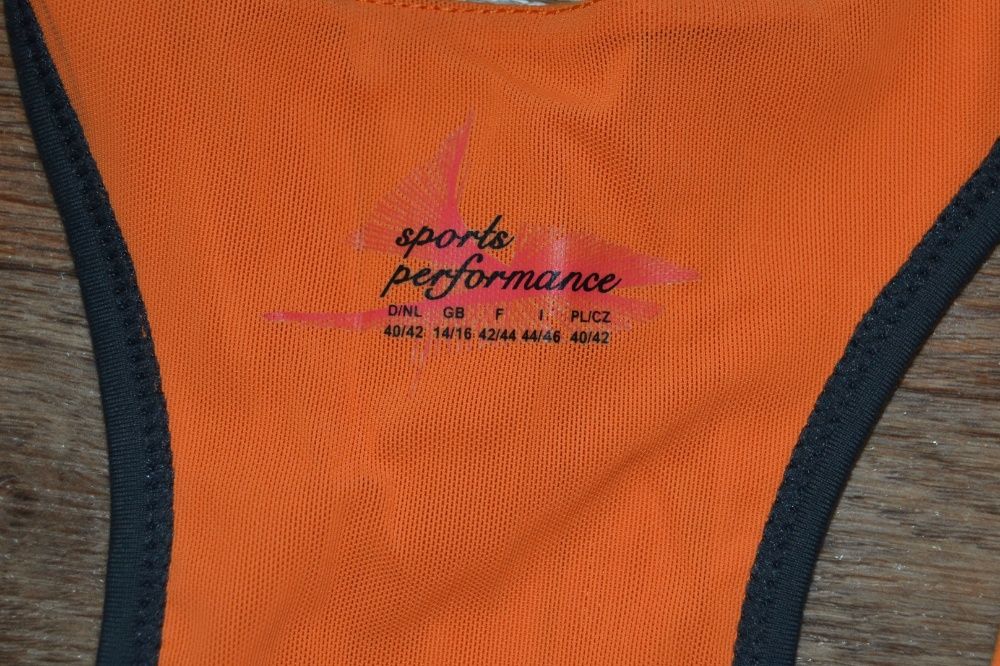 sports
performance
D/NL GB F I PL/CZ
40/42 14/16 42/44 44/46 40/42